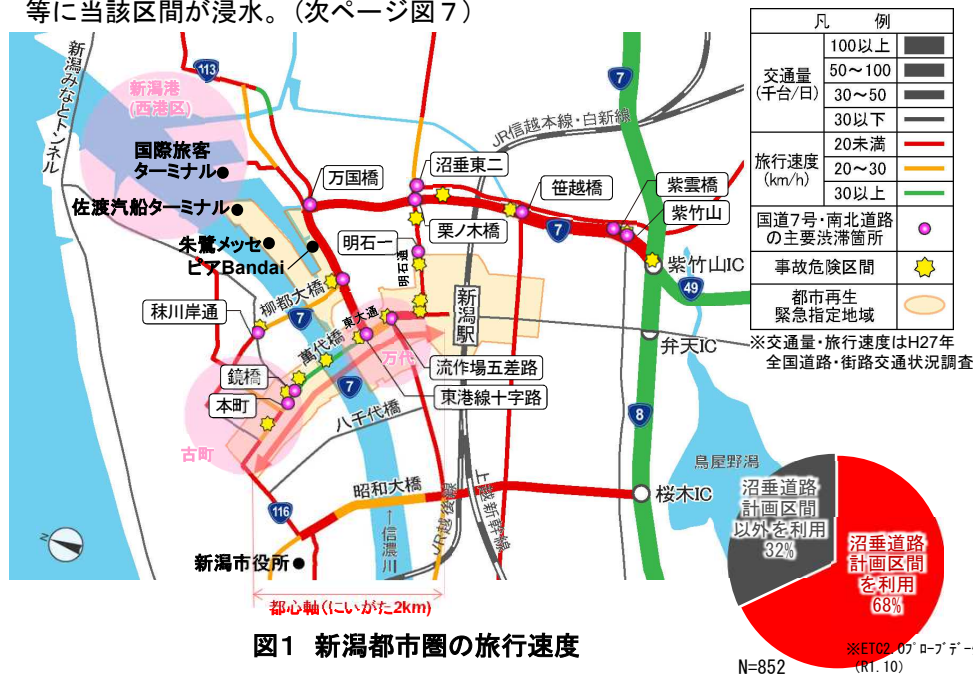 等に当該区間が浸水。(次ページ図7)
凡 例
交通量
(千台/日)
100以上
50～100
30～50
30以下
旅行速度
(km/h)
20未満
20～30
30以上
国道7号・南北道路
の主要渋滞箇所
事故危険区間
都市再生
緊急指定地域
※交通量・旅行速度はH27年
全国道路・街路交通状況調査
新潟みなとトンネル
新潟港
(西港区)
113
7
JR信越本線・白新線
国際旅客
ターミナル
佐渡汽船ターミナル
朱鷺メッセ
ピアBandai
万国橋
沼垂東二
笹越橋
紫雲橋
紫竹山
栗ノ木橋
7
明石一
明石通
紫竹山IC
49
柳都大橋
7
秣川岸通
萬代橋
東大通
新潟駅
弁天IC
万代
7
流作場五差路
鏡橋
本町
東港線十字路
八千代橋
8
古町
鳥屋野潟
昭和大橋
桜木IC
116
←信濃川
JR越後線
上越新幹線
N
新潟市役所
都心軸(にいがた2km)
沼垂道路
計画区間
以外を利用
32%
沼垂道路
計画区間
を利用
68%
図1 新潟都市圏の旅行速度
N=852
※ETC2.0プローブデー
(R1.10)